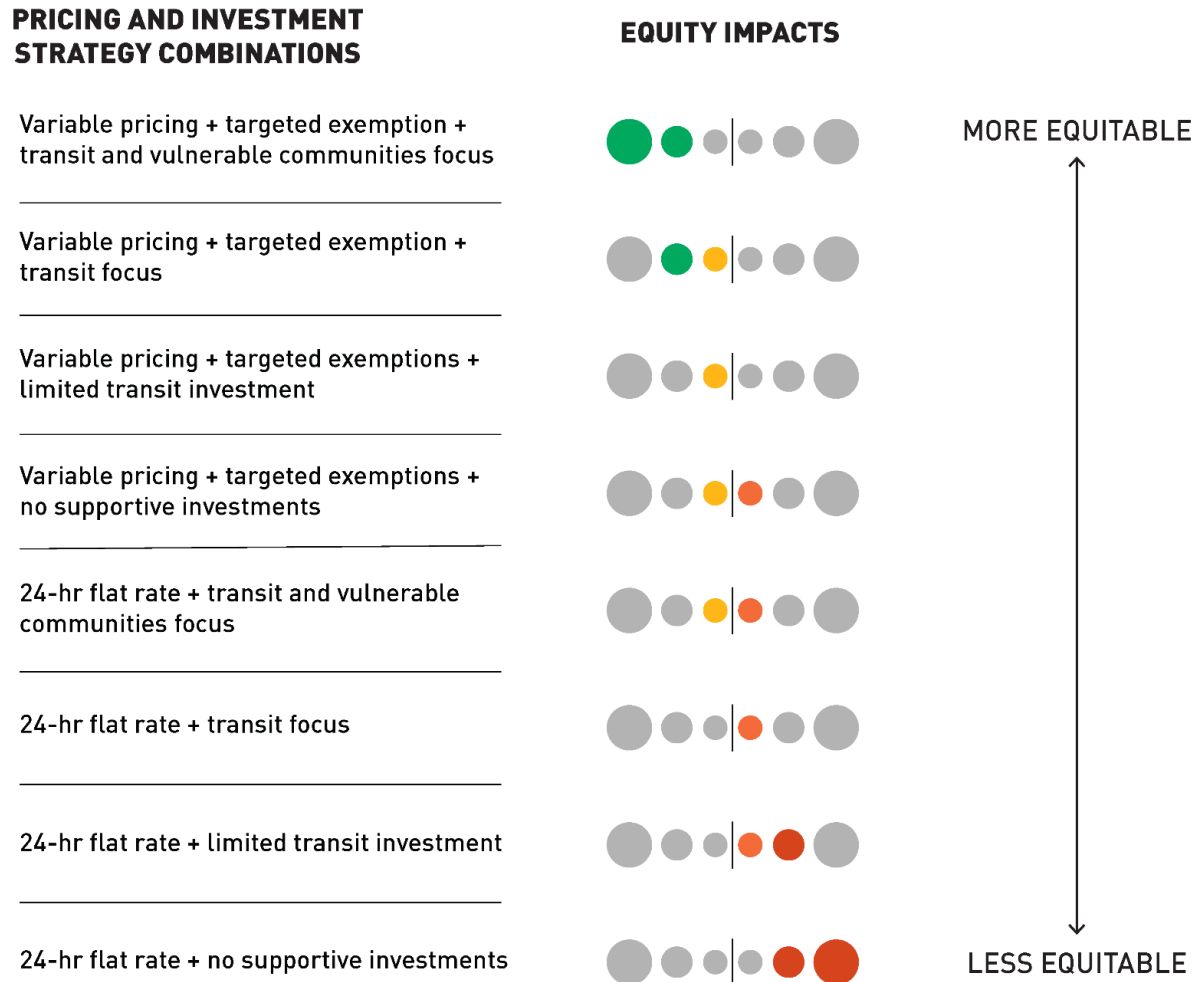 PRICING AND INVESTMENT
STRATEGY COMBINATIONS
EQUITY IMPACTS
Variable pricing + targeted exemption +
transit and vulnerable communities focus
MORE EQUITABLE
Variable pricing + targeted exemption +
transit focus
Variable pricing + targeted exemptions +
limited transit investment
Variable pricing + targeted exemptions +
no supportive investments
24-hr flat rate + transit and vulnerable
communities focus
24-hr flat rate + transit focus
24-hr flat rate + limited transit investment
24-hr flat rate + no supportive investments
LESS EQUITABLE